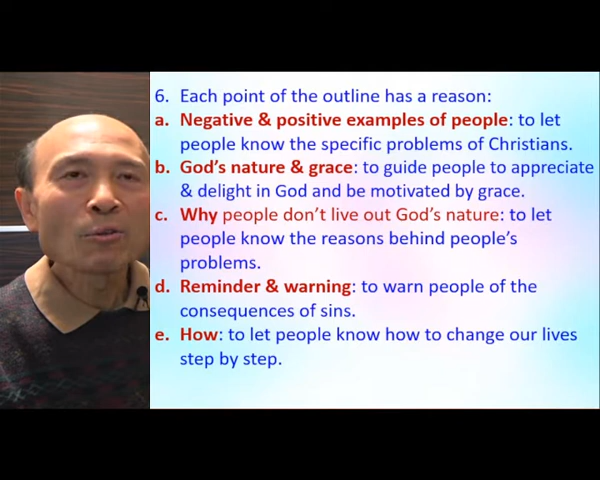 6. Each point of the outline has a reason:
a. Negative & positive examples of people: to let
people know the specific problems of Christians.
b. God's nature & grace: to guide people to appreciate
& delight in God and be motivated by grace.
c. Why people don't live out God's nature: to let
people know the reasons behind people's
problems.
d. Reminder & warning: to warn people of the
consequences of sins.
e. How: to let people know how to change our lives
step by step.